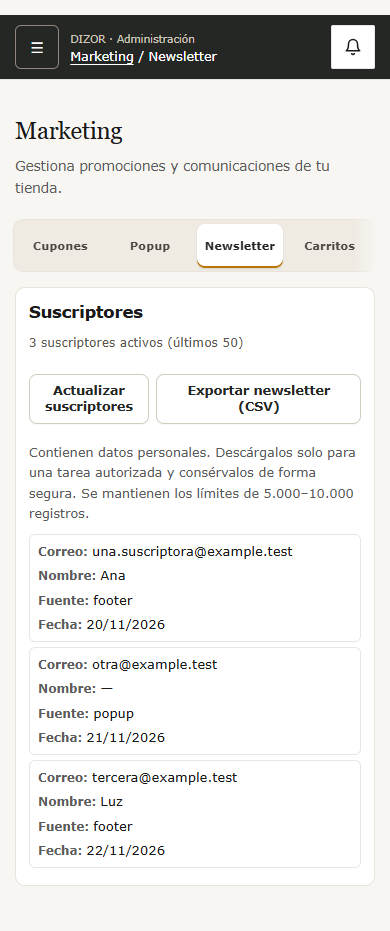 ☰
DIZOR · Administración
Marketing / Newsletter
Marketing
Gestiona promociones y comunicaciones de tu
tienda.
Cupones Popup Newsletter Carritos
Suscriptores
3 suscriptores activos (últimos 50)
Actualizar
suscriptores
Exportar newsletter
(CSV)
Contienen datos personales. Descárgalos solo para
una tarea autorizada y consérvalos de forma
segura. Se mantienen los límites de 5.000–10.000
registros.
Correo: una.suscriptora@example.test
Nombre: Ana
Fuente: footer
Fecha: 20/11/2026
Correo: otra@example.test
Nombre: —
Fuente: popup
Fecha: 21/11/2026
Correo: tercera@example.test
Nombre: Luz
Fuente: footer
Fecha: 22/11/2026